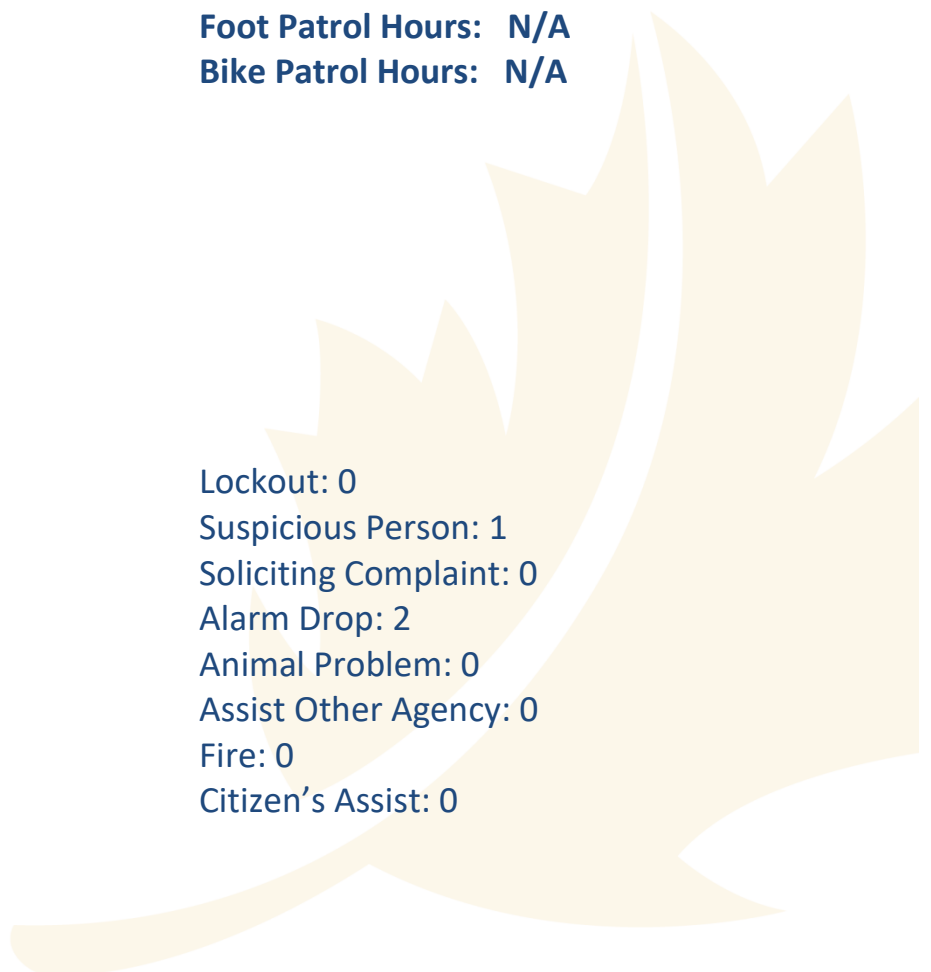 Foot Patrol Hours: N/A
Bike Patrol Hours: N/A
Lockout: 0
Suspicious Person: 1
Soliciting Complaint: 0
Alarm Drop: 2
Animal Problem: 0
Assist Other Agency: 0
Fire: 0
Citizen’s Assist: 0